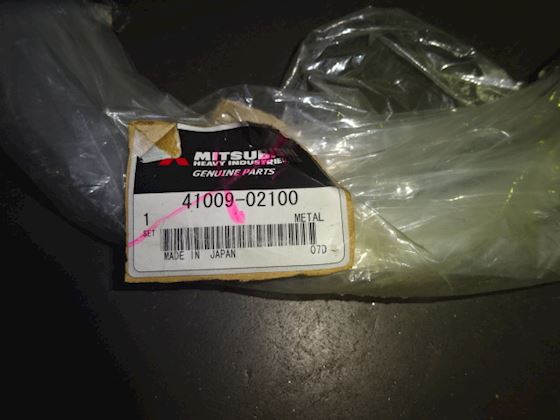 MITSUBI
HEAVY INDUSTRIES
GENUINE PARTS
41009-02100
1 METAL
SET
MADE IN JAPAN 07D